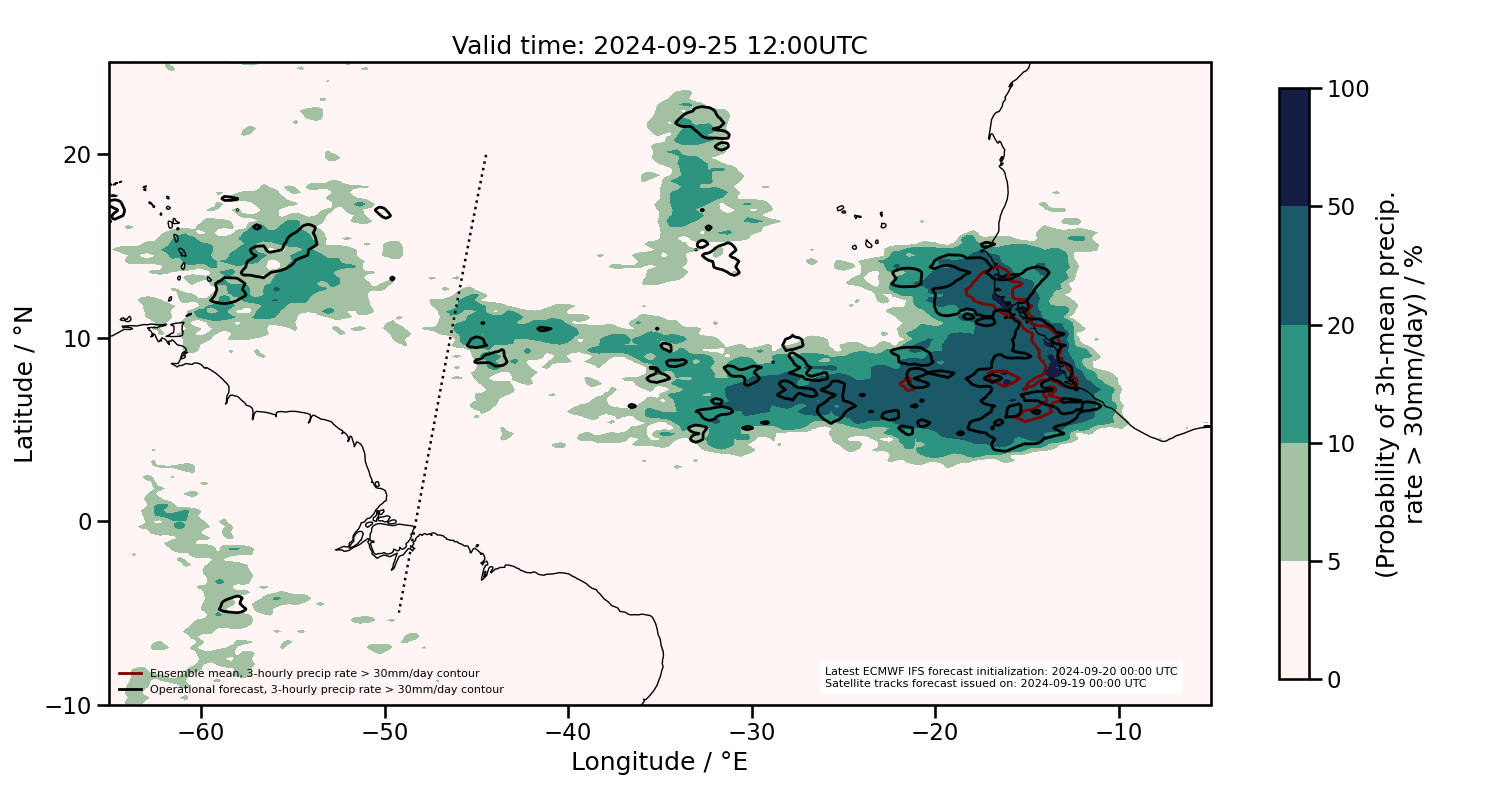 Valid time: 2024-09-25 12:00UTC
Latitude / °N
20
10
0
−10
Ensemble mean, 3-hourly precip rate > 30mm/day contour
Operational forecast, 3-hourly precip rate > 30mm/day contour
Latest ECMWF IFS forecast initialization: 2024-09-20 00:00 UTC
Satellite tracks forecast issued on: 2024-09-19 00:00 UTC
−60
−50
−40
−30
−20
−10
Longitude / °E
100
50
20
10
5
0
(Probability of 3h-mean precip.
rate > 30mm/day) / %